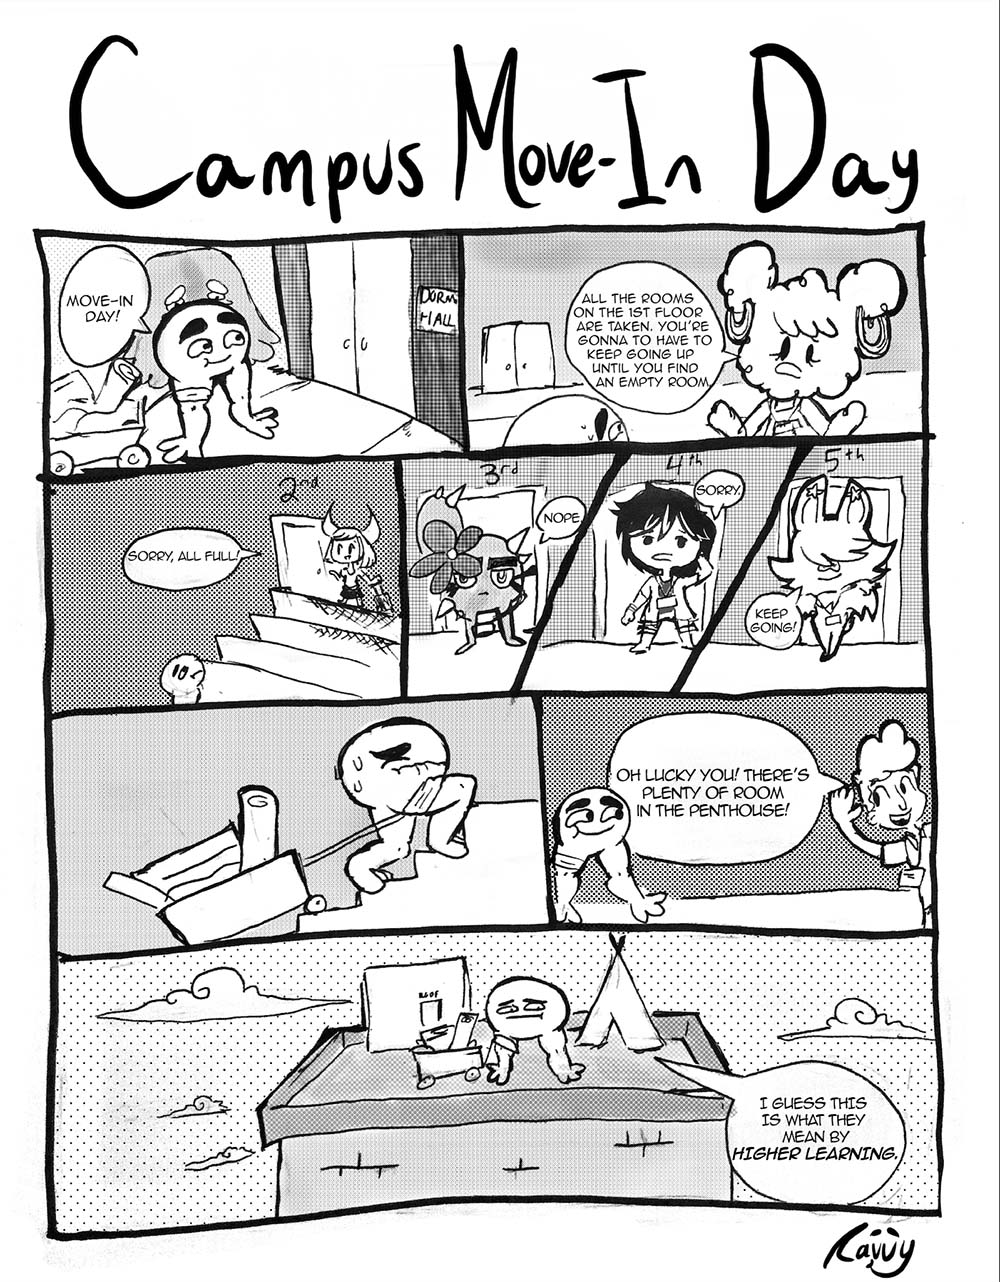 Campus Move-In Day
MOVE-IN
DAY!
DORM
HALL
ALL THE ROOMS
ON THE 1ST FLOOR
ARE TAKEN. YOU'RE
GONNA TO HAVE TO
KEEP GOING UP
UNTIL YOU FIND
AN EMPTY ROOM.
2nd
SORRY, ALL FULL!
3rd
NOPE.
4th
SORRY.
5th
KEEP
GOING!
OH LUCKY YOU! THERE'S
PLENTY OF ROOM
IN THE PENTHOUSE!
ROOF
I GUESS THIS
IS WHAT THEY
MEAN BY
HIGHER LEARNING.